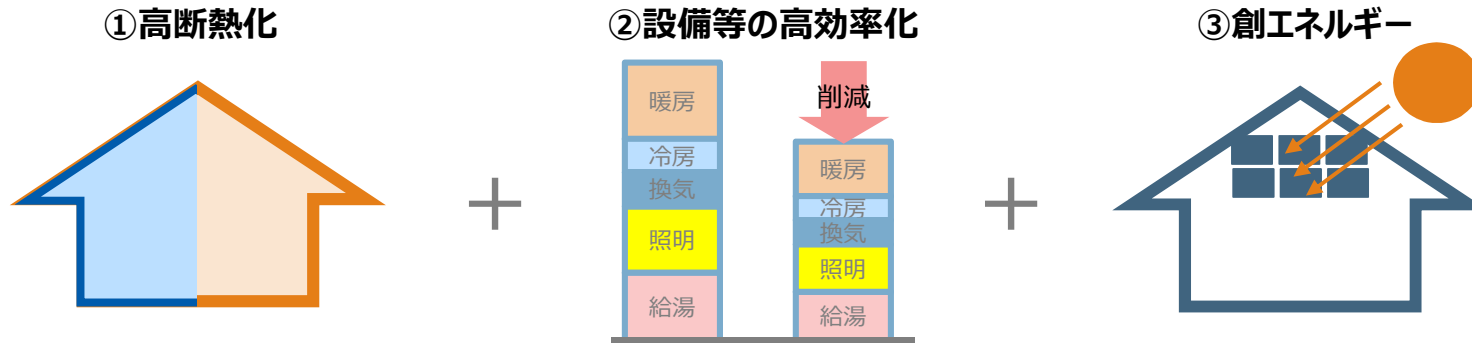 ①高断熱化
②設備等の高効率化
③創エネルギー
暖房
冷房
換気
照明
給湯
削減
暖房
冷房
換気
照明
給湯